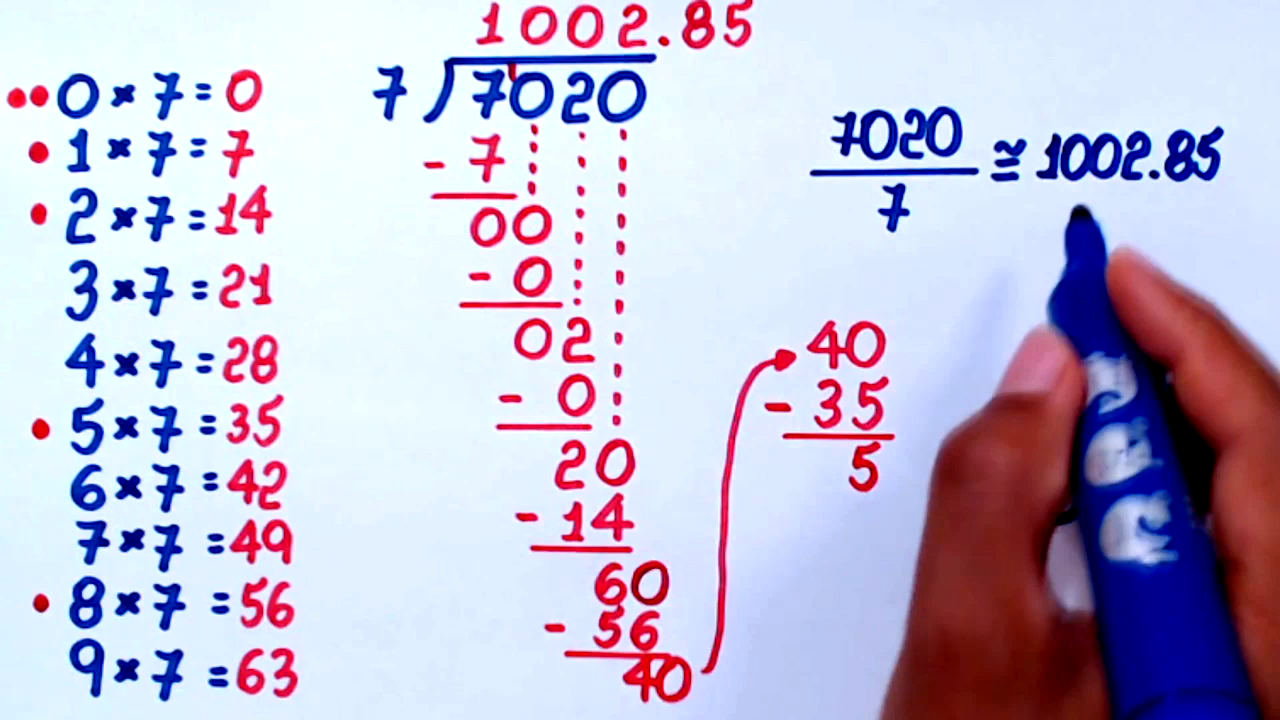 1002.85
7 7020
- 7
00
- 0
02
- 0
20
- 14
60
- 56
40
0 × 7 = 0
1 × 7 = 7
2 × 7 = 14
3 × 7 = 21
4 × 7 = 28
5 × 7 = 35
6 × 7 = 42
7 × 7 = 49
8 × 7 = 56
9 × 7 = 63
40
- 35
5
7020
7
≅ 1002.85